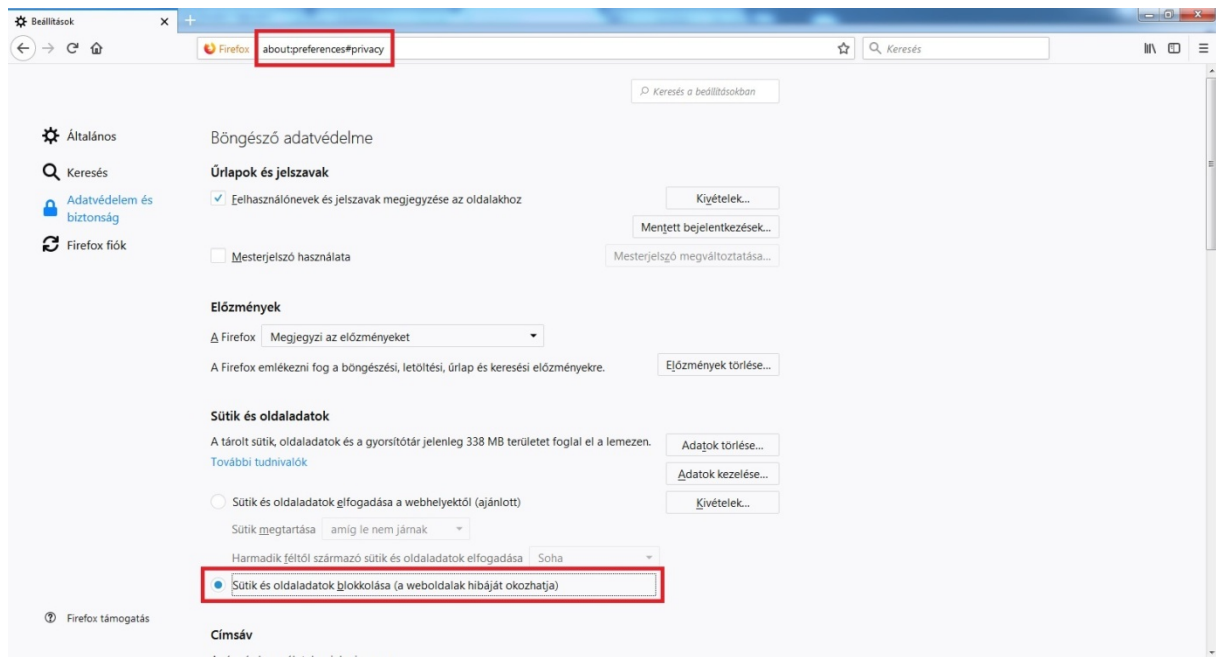 Beállítások
Firefox about:preferences#privacy
Keresés
Keresés a beállításokban
Általános
Keresés
Adatvédelem és
biztonság
Firefox fiók
Firefox támogatás
Böngésző adatvédelme
Űrlapok és jelszavak
Felhasználónevek és jelszavak megjegyzése az oldalakhoz
Kivételek...
Mentett bejelentkezések...
Mesterjelszó használata
Mesterjelszó megváltoztatása...
Előzmények
A Firefox Megjegyzi az előzményeket
A Firefox emlékezni fog a böngészési, letöltési, űrlap és keresési előzményekre.
Előzmények törlése...
Sütik és oldaladatok
A tárolt sütik, oldaladatok és a gyorsítótár jelenleg 338 MB területet foglal el a lemezen.
Adatok törlése...
További tudnivalók
Adatok kezelése...
Sütik és oldaladatok elfogadása a webhelyektől (ajánlott)
Kivételek...
Sütik megtartása amíg le nem járnak
Harmadik féltől származó sütik és oldaladatok elfogadása Soha
Sütik és oldaladatok blokkolása (a weboldalak hibáját okozhatja)
Címsáv